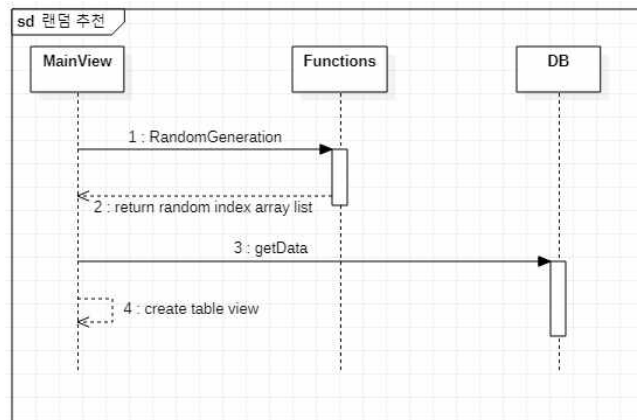 sd 랜덤 추천
MainView
Functions
DB
1 : RandomGeneration
2 : return random index array list
3 : getData
4 : create table view